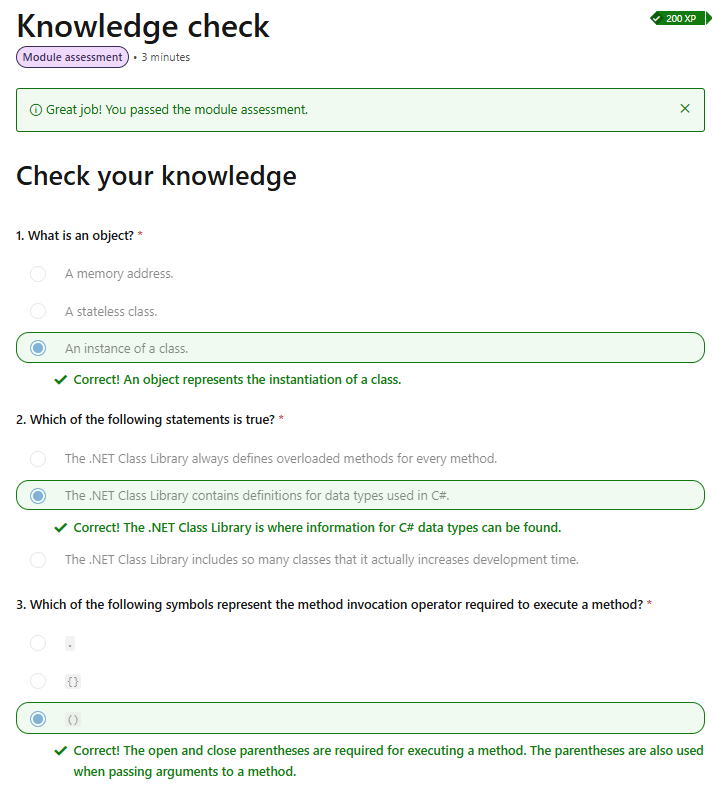 Knowledge check
200 XP
Module assessment • 3 minutes
Great job! You passed the module assessment.
Check your knowledge
1. What is an object? *
A memory address.
A stateless class.
An instance of a class.
Correct! An object represents the instantiation of a class.
2. Which of the following statements is true? *
The .NET Class Library always defines overloaded methods for every method.
The .NET Class Library contains definitions for data types used in C#.
Correct! The .NET Class Library is where information for C# data types can be found.
The .NET Class Library includes so many classes that it actually increases development time.
3. Which of the following symbols represent the method invocation operator required to execute a method? *
.
{}
()
Correct! The open and close parentheses are required for executing a method. The parentheses are also used
when passing arguments to a method.